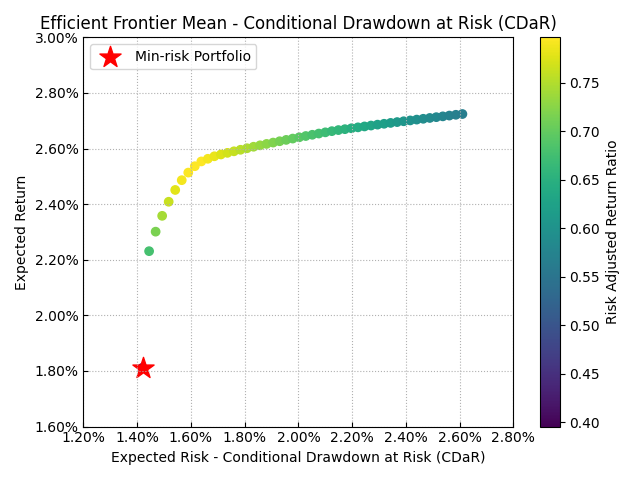 Efficient Frontier Mean - Conditional Drawdown at Risk (CDaR)
Min-risk Portfolio
3.00%
2.80%
2.60%
2.40%
2.20%
2.00%
1.80%
1.60%
Expected Return
1.20% 1.40% 1.60% 1.80% 2.00% 2.20% 2.40% 2.60% 2.80%
Expected Risk - Conditional Drawdown at Risk (CDaR)
0.75
0.70
0.65
0.60
0.55
0.50
0.45
0.40
Risk Adjusted Return Ratio